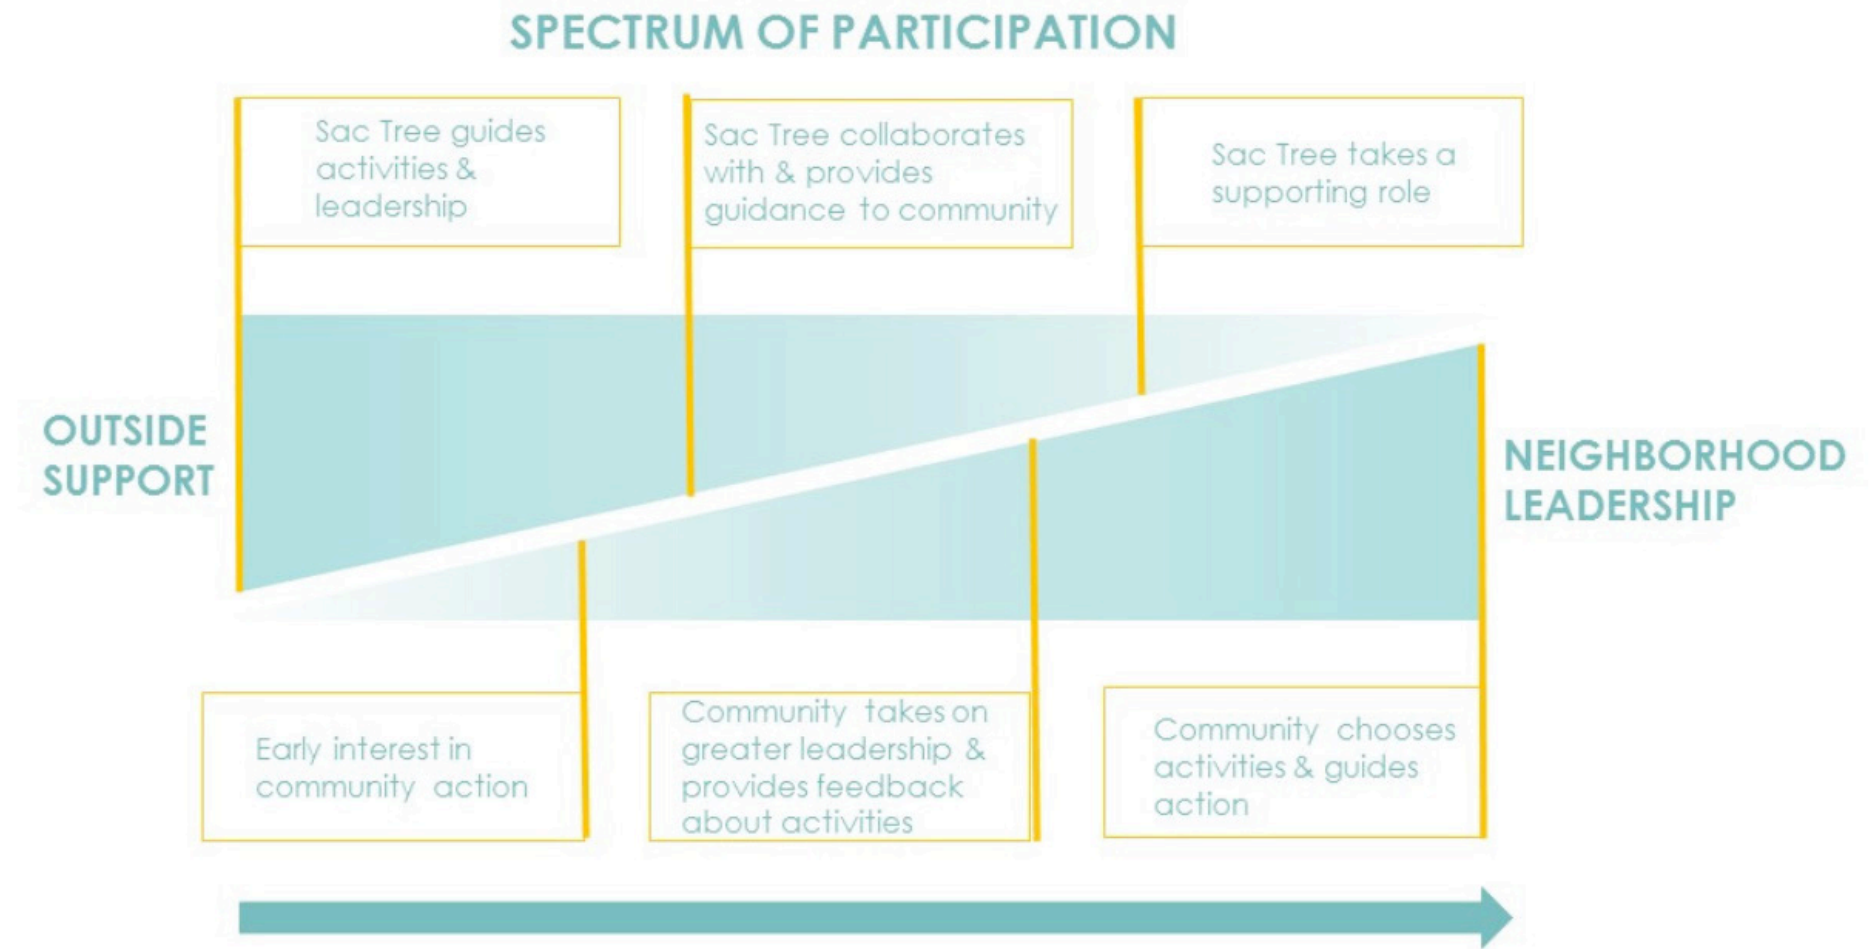 SPECTRUM OF PARTICIPATION
Sac Tree guides
activities &
leadership
Sac Tree collaborates
with & provides
guidance to community
Sac Tree takes a
supporting role
OUTSIDE
SUPPORT
NEIGHBORHOOD
LEADERSHIP
Early interest in
community action
Community takes on
greater leadership &
provides feedback
about activities
Community chooses
activities & guides
action